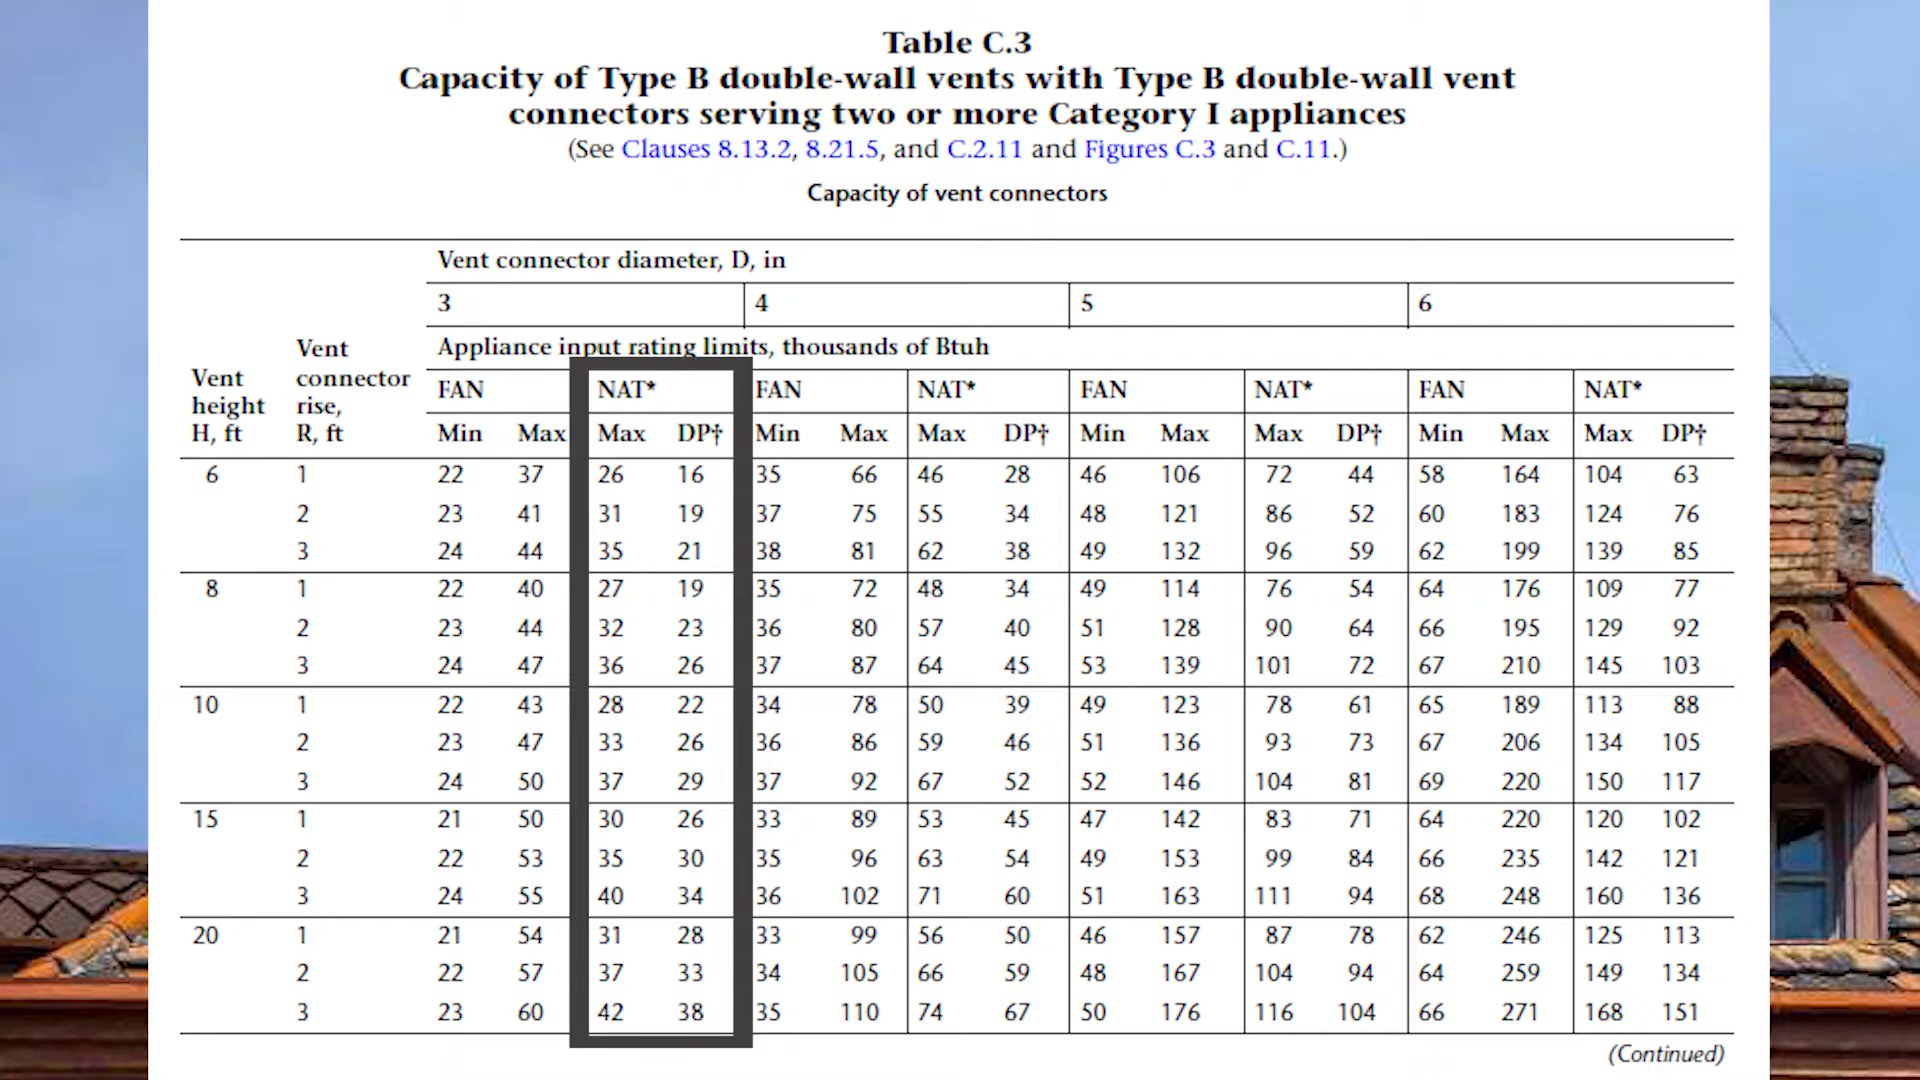 Table C.3
Capacity of Type B double-wall vents with Type B double-wall vent
connectors serving two or more Category I appliances
(See Clauses 8.13.2, 8.21.5, and C.2.11 and Figures C.3 and C.11.)
Capacity of vent connectors
Vent connector diameter, D, in
3 4 5 6
Appliance input rating limits, thousands of Btuh
Vent height H, ft Vent connector rise, R, ft
FAN NAT* FAN NAT* FAN NAT* FAN NAT*
Min Max Max DP† Min Max Max DP† Min Max Max DP† Min Max Max DP†
6 1 22 37 26 16 35 66 46 28 46 106 72 44 58 164 104 63
2 23 41 31 19 37 75 55 34 48 121 86 52 60 183 124 76
3 24 44 35 21 38 81 62 38 49 132 96 59 62 199 139 85
8 1 22 40 27 19 35 72 48 34 49 114 76 54 64 176 109 77
2 23 44 32 23 36 80 57 40 51 128 90 64 66 195 129 92
3 24 47 36 26 37 87 64 45 53 139 101 72 67 210 145 103
10 1 22 43 28 22 34 78 50 39 49 123 78 61 65 189 113 88
2 23 47 33 26 36 86 59 46 51 136 93 73 67 206 134 105
3 24 50 37 29 37 92 67 52 52 146 104 81 69 220 150 117
15 1 21 50 30 26 33 89 53 45 47 142 83 71 64 220 120 102
2 22 53 35 30 35 96 63 54 49 153 99 84 66 235 142 121
3 24 55 40 34 36 102 71 60 51 163 111 94 68 248 160 136
20 1 21 54 31 28 33 99 56 50 46 157 87 78 62 246 125 113
2 22 57 37 33 34 105 66 59 48 167 104 94 64 259 149 134
3 23 60 42 38 35 110 74 67 50 176 116 104 66 271 168 151
(Continued)